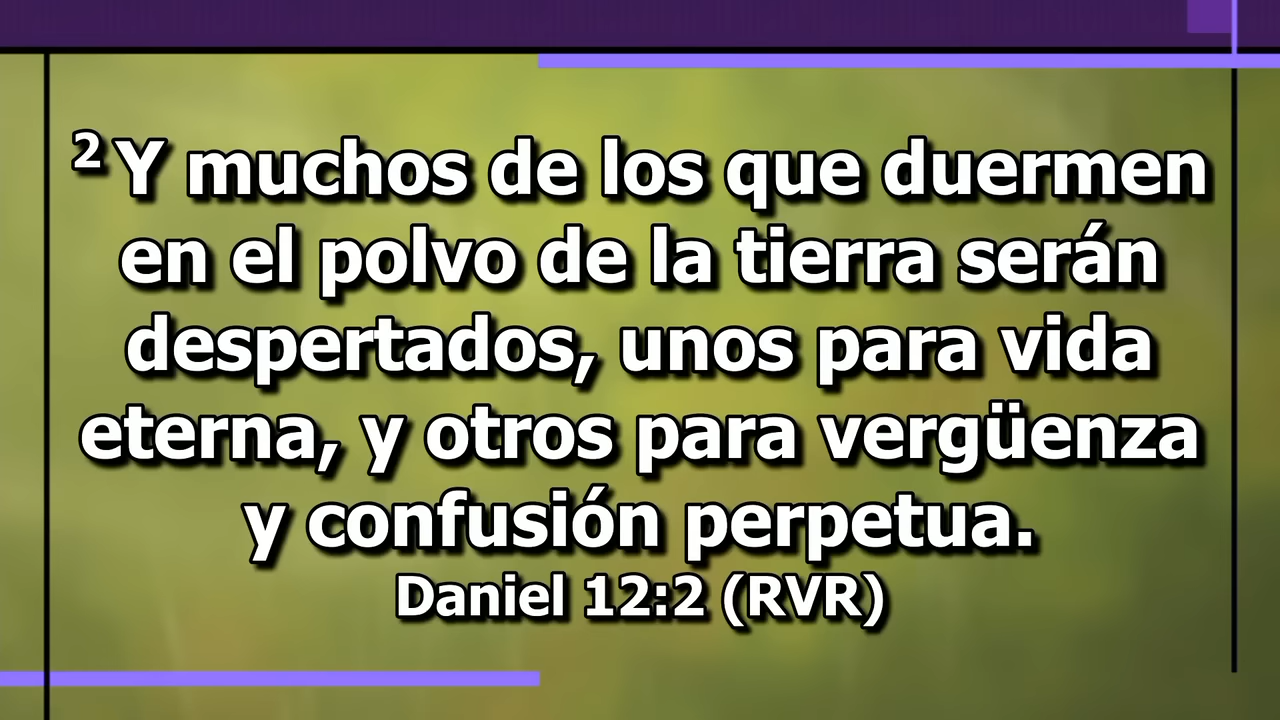 2 Y muchos de los que duermen
en el polvo de la tierra serán
despertados, unos para vida
eterna, y otros para vergüenza
y confusión perpetua.
Daniel 12:2 (RVR)